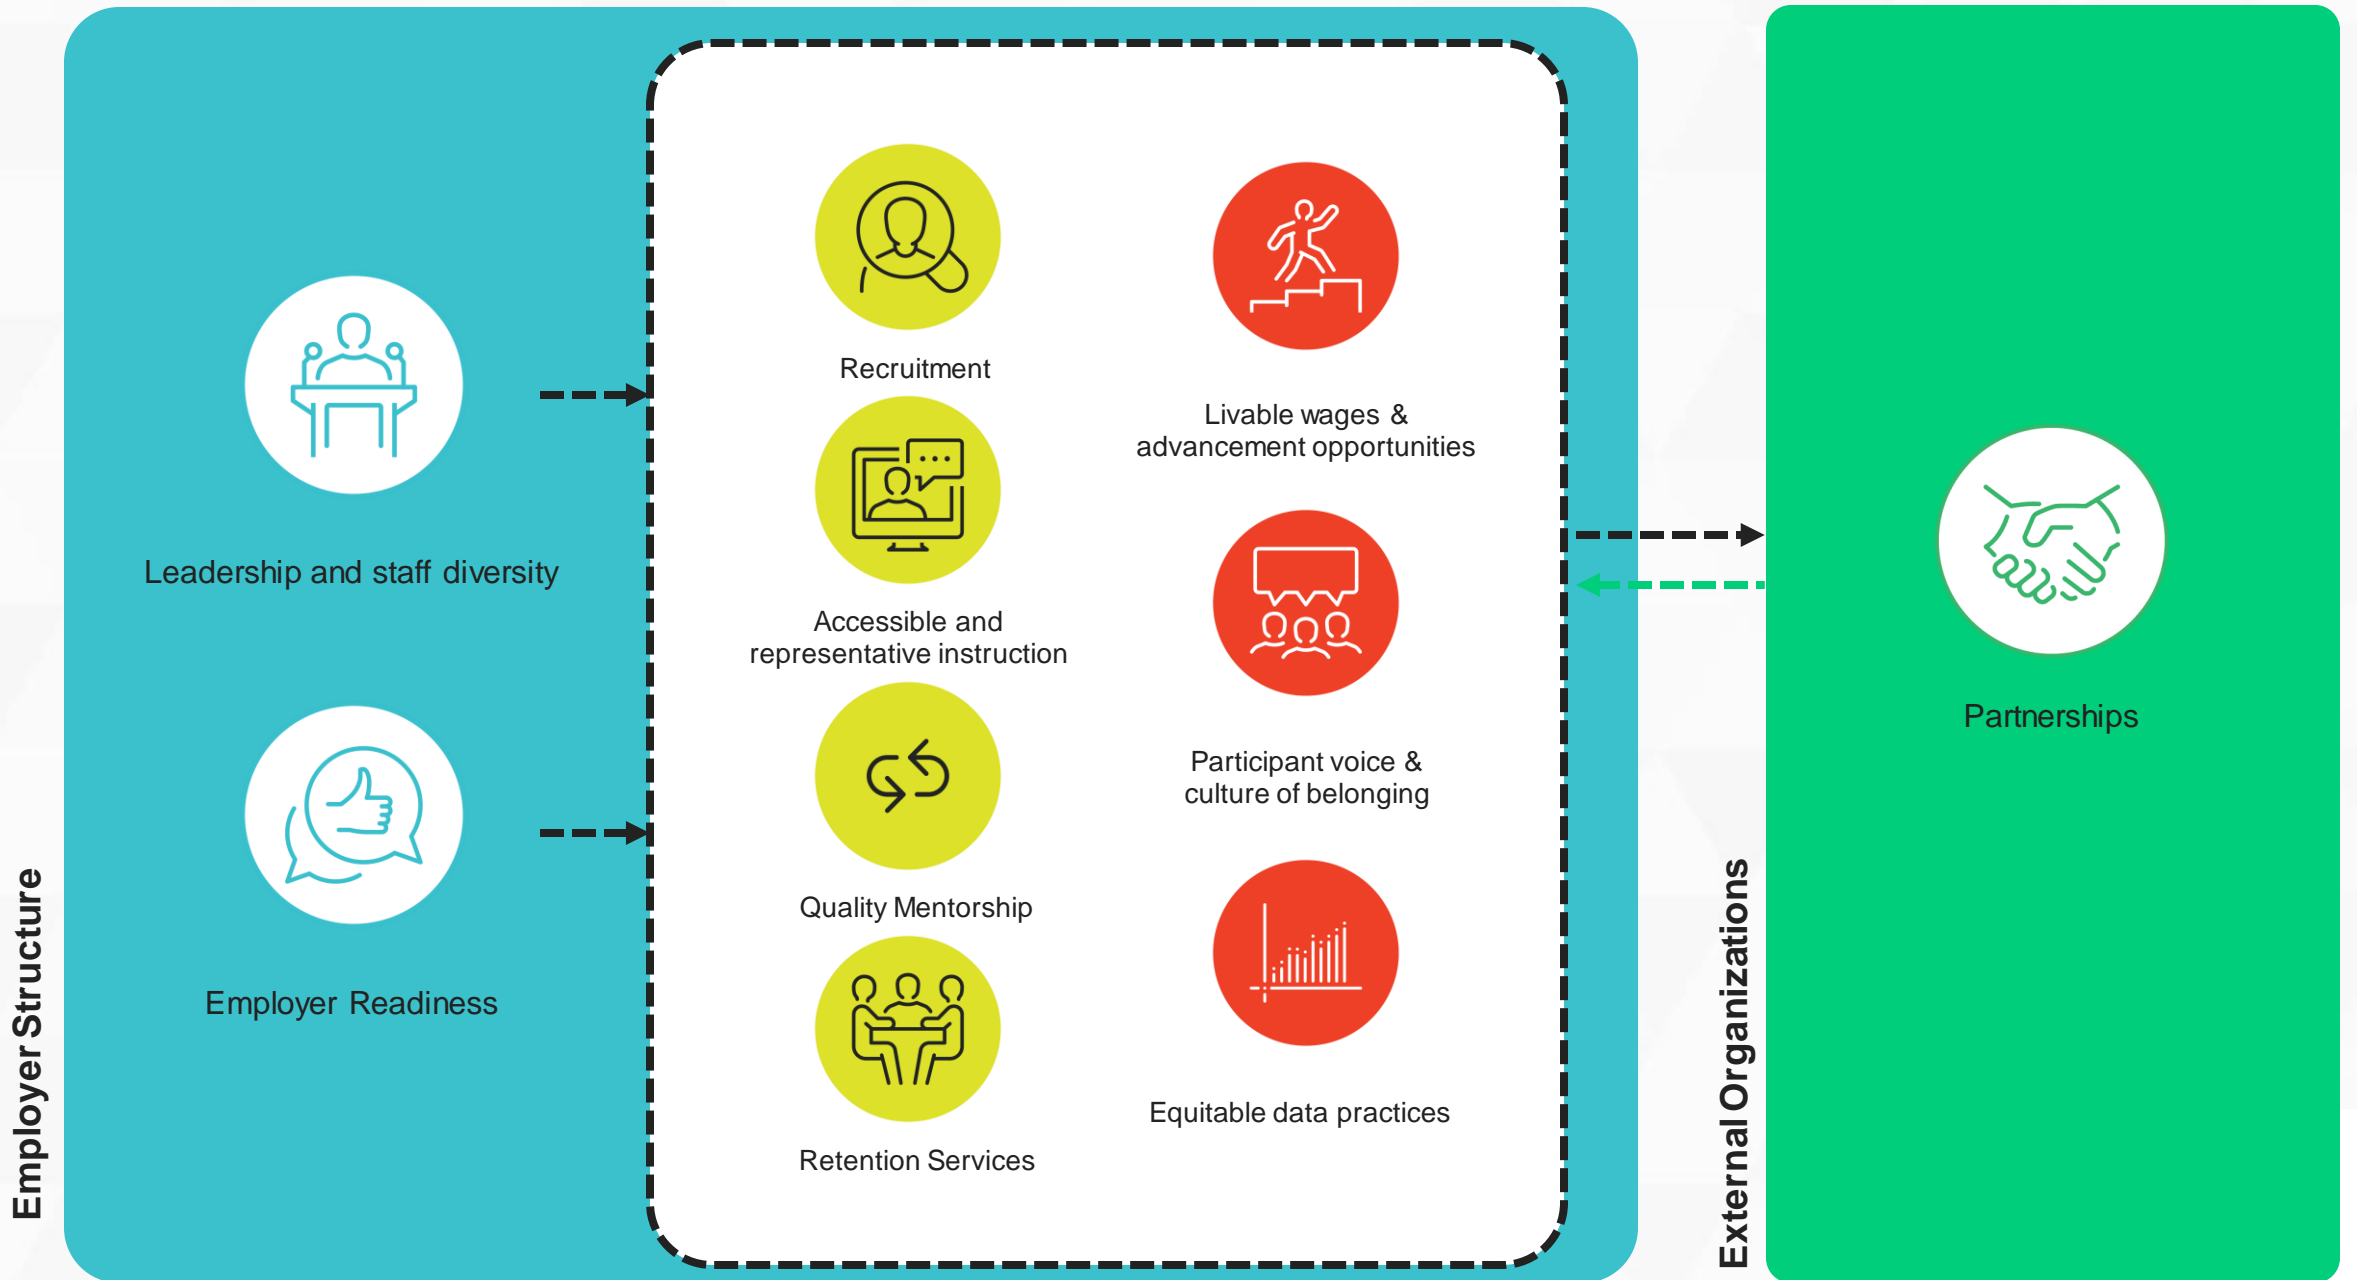 Employer Structure
Leadership and staff diversity
Employer Readiness
Recruitment
Accessible and
representative instruction
Quality Mentorship
Retention Services
Livable wages &
advancement opportunities
Participant voice &
culture of belonging
Equitable data practices
External Organizations
Partnerships